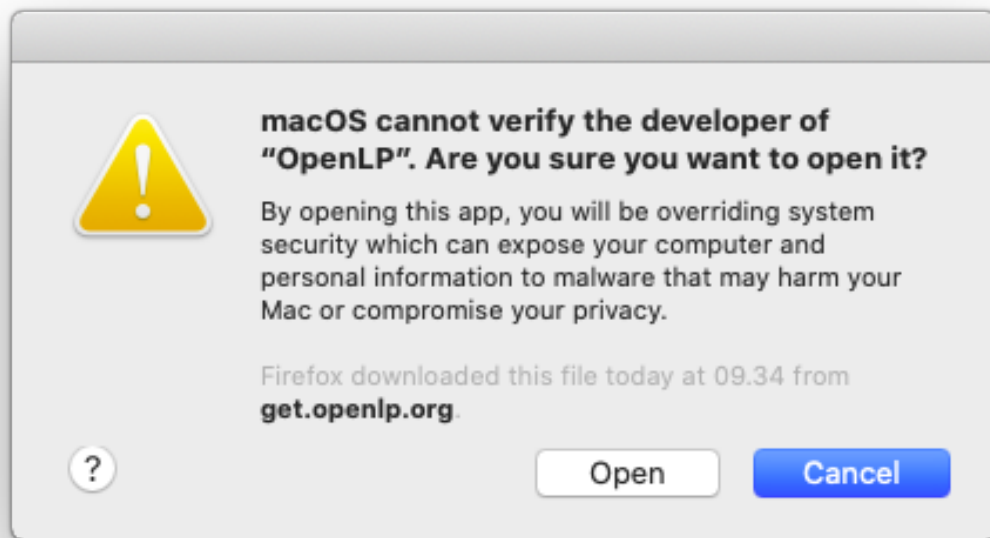 macOS cannot verify the developer of
“OpenLP”. Are you sure you want to open it?
By opening this app, you will be overriding system
security which can expose your computer and
personal information to malware that may harm your
Mac or compromise your privacy.
Firefox downloaded this file today at 09.34 from
get.openlp.org.
?
Open
Cancel